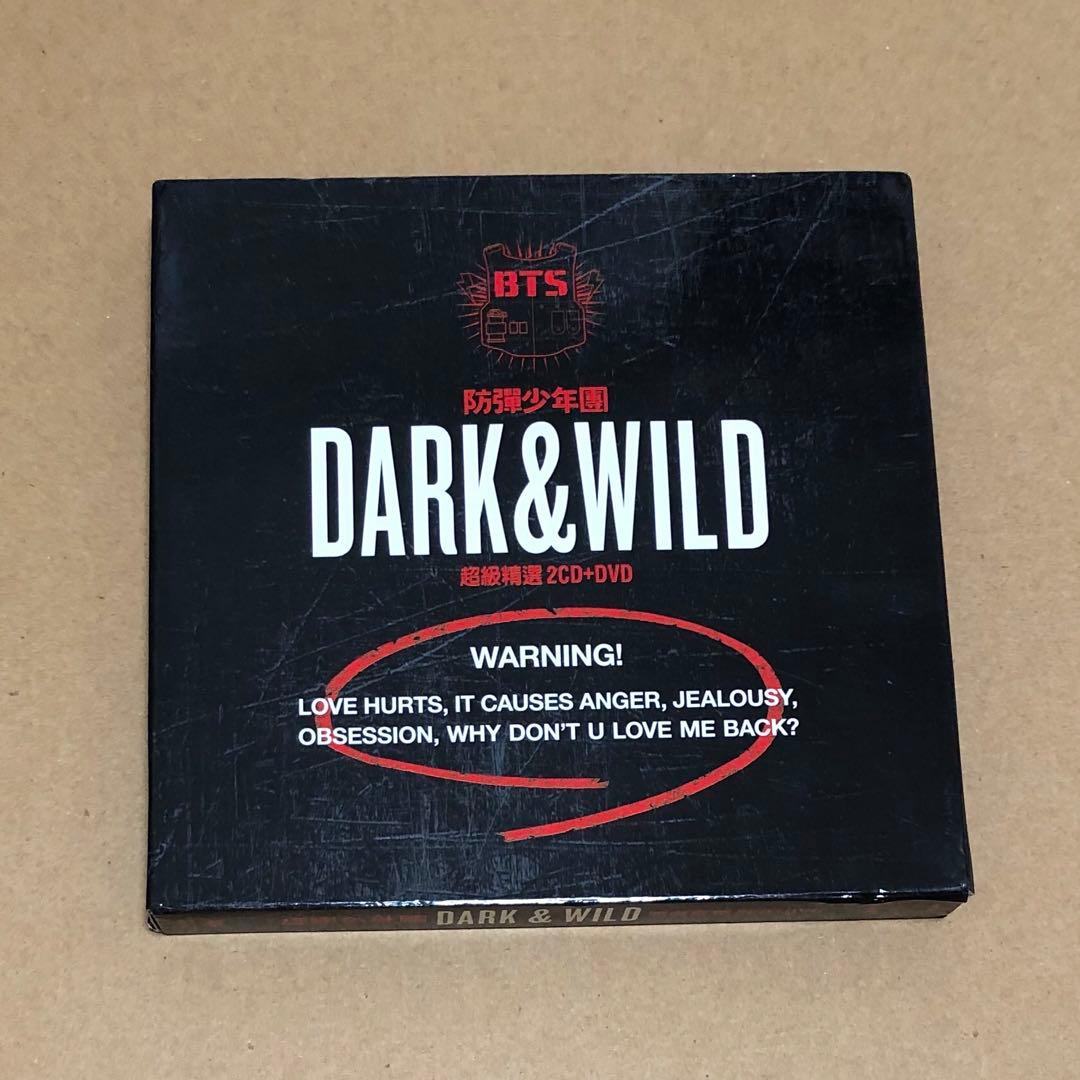 BTS
防彈少年團
DARK&WILD
超級精選 2CD+DVD
WARNING!
LOVE HURTS, IT CAUSES ANGER, JEALOUSY,
OBSESSION, WHY DON'T U LOVE ME BACK?
DARK & WILD